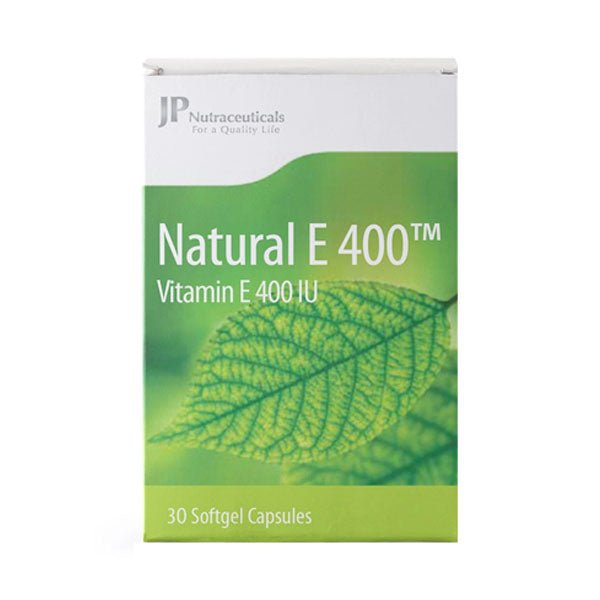 JP Nutraceuticals
For a Quality Life
Natural E 400™
Vitamin E 400 IU
30 Softgel Capsules